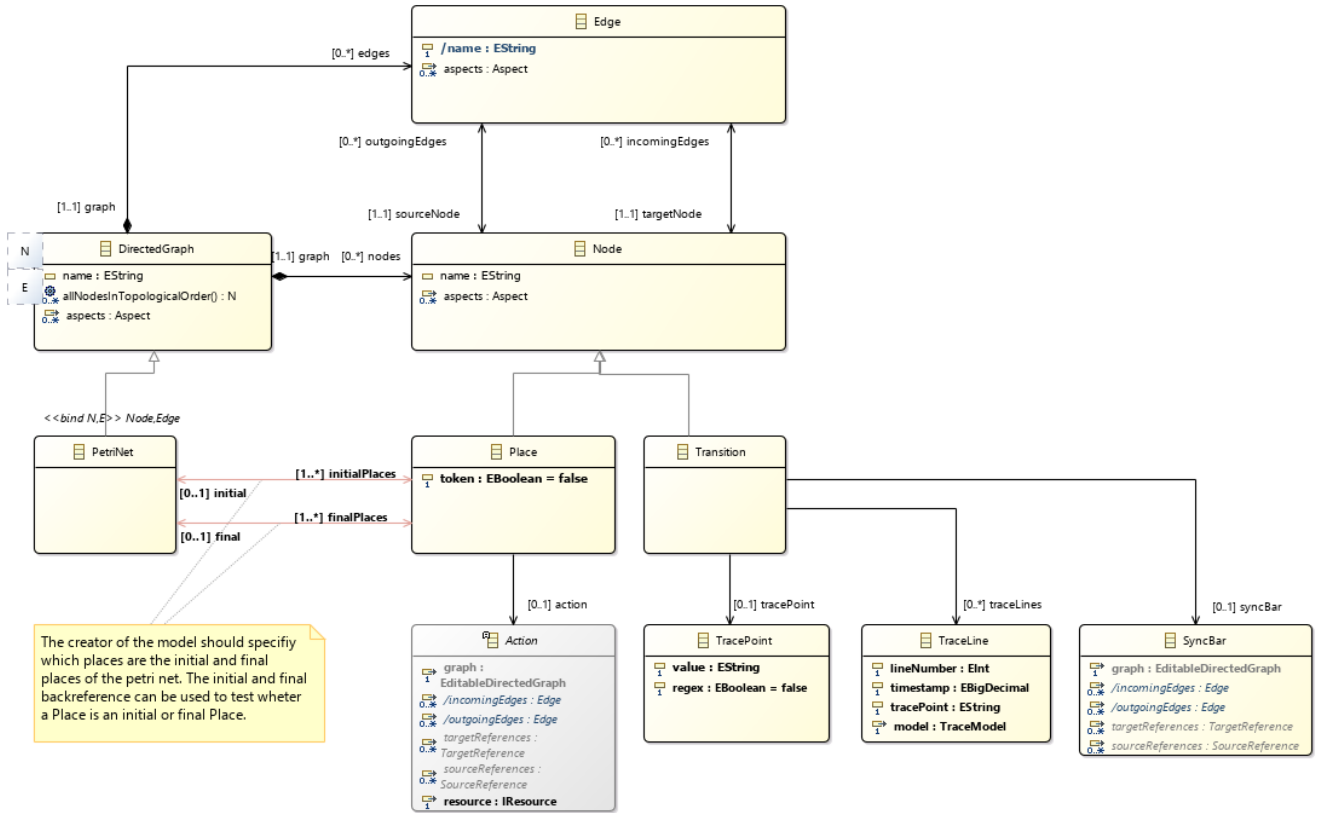 Edge
/name : EString
aspects : Aspect
[0..*] edges
[0..*] outgoingEdges
[0..*] incomingEdges
[1..1] graph
[1..1] sourceNode
[1..1] targetNode
N
E
DirectedGraph
name : EString
allNodesInTopologicalOrder() : N
aspects : Aspect
[1..1] graph
[0..*] nodes
Node
name : EString
aspects : Aspect
<<bind N,E>> Node,Edge
PetriNet
[1..*] initialPlaces
[0..1] initial
[1..*] finalPlaces
[0..1] final
Place
token : EBoolean = false
Transition
[0..1] action
[0..1] tracePoint
[0..*] traceLines
[0..1] syncBar
The creator of the model should specifiy
which places are the initial and final
places of the petri net. The initial and final
backreference can be used to test wheter
a Place is an initial or final Place.
Action
graph :
EditableDirectedGraph
/incomingEdges : Edge
/outgoingEdges : Edge
targetReferences :
TargetReference
sourceReferences :
SourceReference
resource : IResource
TracePoint
value : EString
regex : EBoolean = false
TraceLine
lineNumber : EInt
timestamp : EBigDecimal
tracePoint : EString
model : TraceModel
SyncBar
graph : EditableDirectedGraph
/incomingEdges : Edge
/outgoingEdges : Edge
targetReferences : TargetReference
sourceReferences : SourceReference